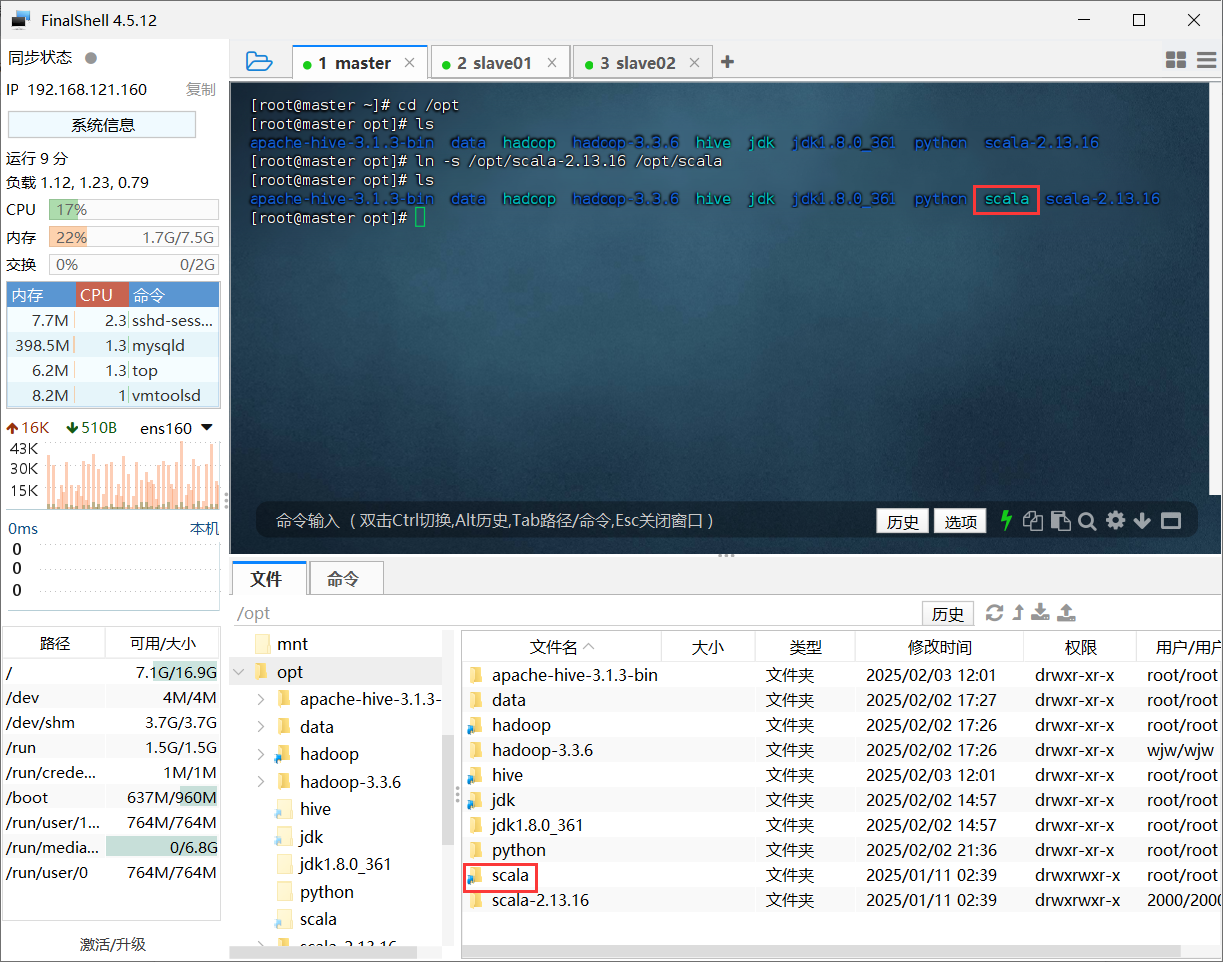 FinalShell 4.5.12
同步状态
IP 192.168.121.160 复制
系统信息
运行 9 分
负载 1.12, 1.23, 0.79
CPU 17%
内存 22% 1.7G/7.5G
交换 0% 0/2G
内存 CPU 命令
7.7M 2.3 sshd-sess...
398.5M 1.3 mysqld
6.2M 1.3 top
8.2M 1 vmtoolsd
16K 510B ens160
43K
30K
15K
0ms 本机
0
0
0
路径 可用/大小
/ 7.1G/16.9G
/dev 4M/4M
/dev/shm 3.7G/3.7G
/run 1.5G/1.5G
/run/crede... 1M/1M
/boot 637M/960M
/run/user/1... 764M/764M
/run/media... 0/6.8G
/run/user/0 764M/764M
激活/升级
1 master 2 slave01 3 slave02
[root@master ~]# cd /opt
[root@master opt]# ls
apache-hive-3.1.3-bin data hadoop hadoop-3.3.6 hive jdk jdk1.8.0_361 python scala-2.13.16
[root@master opt]# ln -s /opt/scala-2.13.16 /opt/scala
[root@master opt]# ls
apache-hive-3.1.3-bin data hadoop hadoop-3.3.6 hive jdk jdk1.8.0_361 python scala scala-2.13.16
[root@master opt]#
命令输入 ( 双击Ctrl切换,Alt历史,Tab路径/命令,Esc关闭窗口 ) 历史 选项
文件 命令
/opt 历史
mnt
opt
apache-hive-3.1.3-
data
hadoop
hadoop-3.3.6
hive
jdk
jdk1.8.0_361
python
scala
scala-2.13.16
文件名 大小 类型 修改时间 权限 用户/用户
apache-hive-3.1.3-bin 文件夹 2025/02/03 12:01 drwxr-xr-x root/root
data 文件夹 2025/02/02 17:27 drwxr-xr-x root/root
hadoop 文件夹 2025/02/02 17:26 drwxr-xr-x root/root
hadoop-3.3.6 文件夹 2025/02/02 17:26 drwxr-xr-x wjw/wjw
hive 文件夹 2025/02/03 12:01 drwxr-xr-x root/root
jdk 文件夹 2025/02/02 14:57 drwxr-xr-x root/root
jdk1.8.0_361 文件夹 2025/02/02 14:57 drwxr-xr-x root/root
python 文件夹 2025/02/02 21:36 drwxr-xr-x root/root
scala 文件夹 2025/01/11 02:39 drwxrwxr-x root/root
scala-2.13.16 文件夹 2025/01/11 02:39 drwxrwxr-x 2000/2000